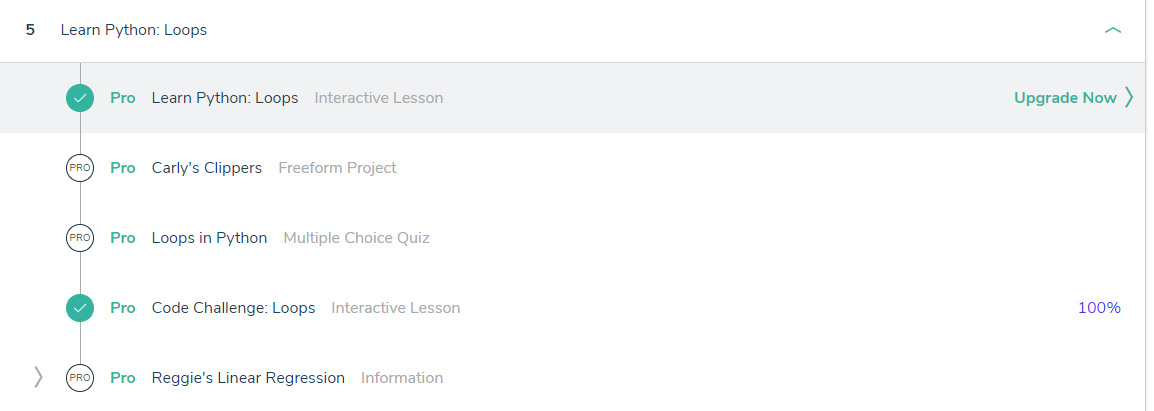 5 Learn Python: Loops
Pro Learn Python: Loops Interactive Lesson Upgrade Now
PRO Pro Carly's Clippers Freeform Project
PRO Pro Loops in Python Multiple Choice Quiz
Pro Code Challenge: Loops Interactive Lesson 100%
PRO Pro Reggie's Linear Regression Information